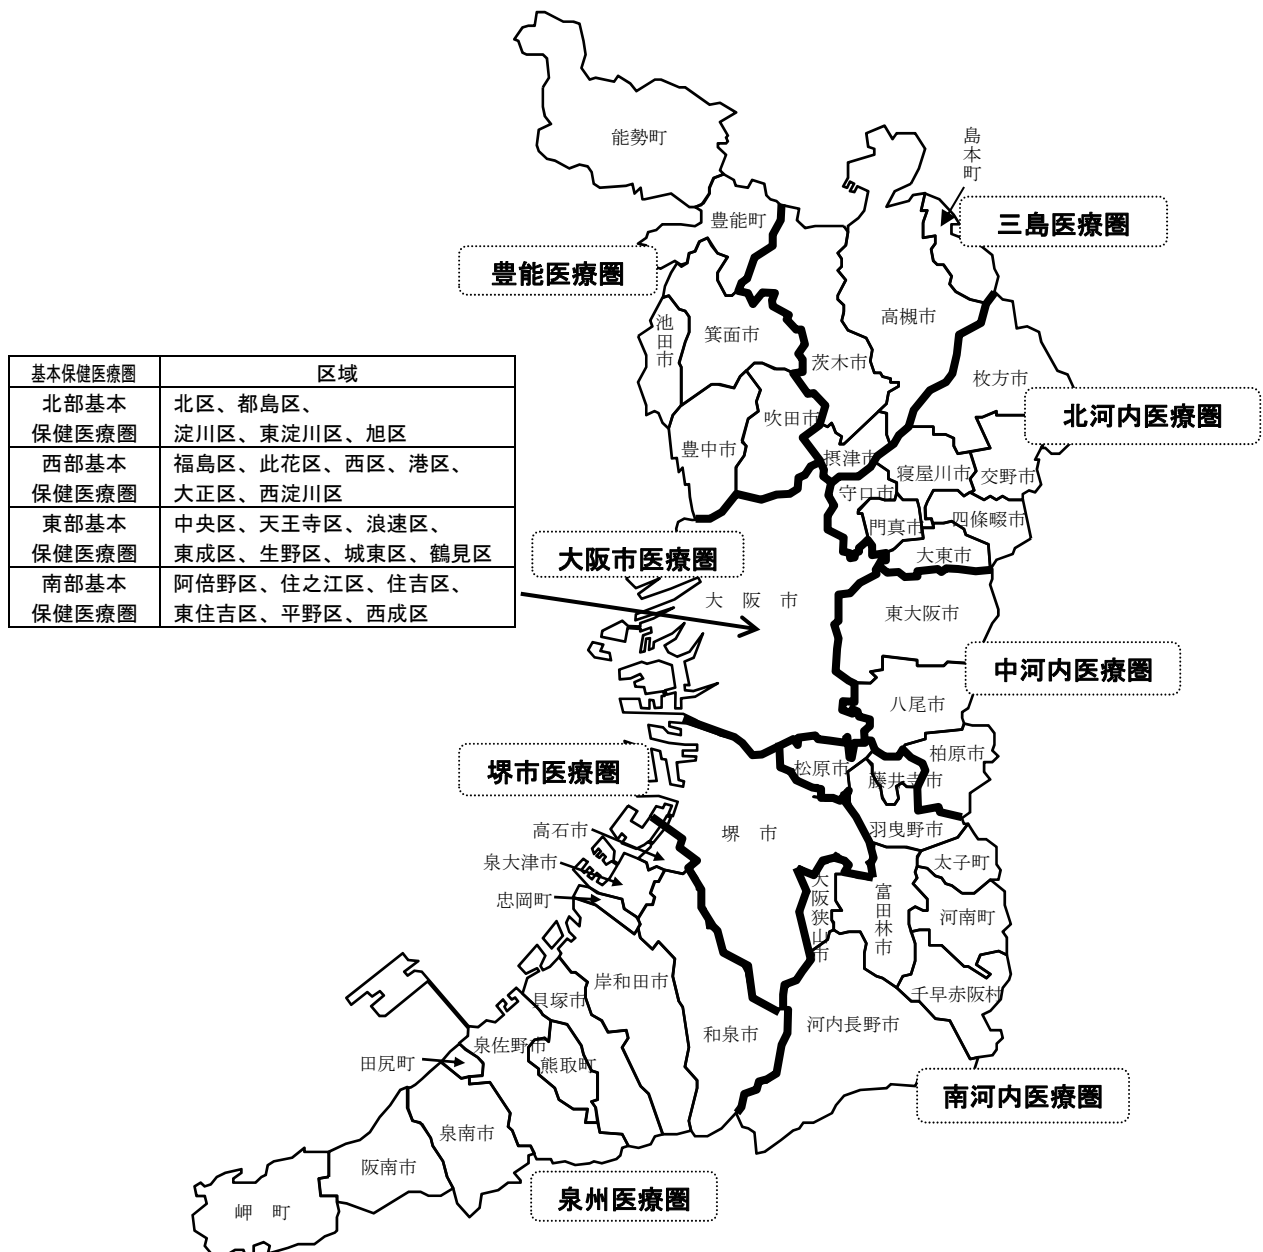 能勢町
島本町
豊能町
三島医療圏
豊能医療圏
池田市
箕面市
高槻市
茨木市
枚方市
北河内医療圏
吹田市
豊中市
摂津市
寝屋川市
交野市
守口市
門真市
四條畷市
大東市
基本保健医療圏 区域
北部基本
保健医療圏
北区、都島区、
淀川区、東淀川区、旭区
西部基本
保健医療圏
福島区、此花区、西区、港区、
大正区、西淀川区
東部基本
保健医療圏
中央区、天王寺区、浪速区、
東成区、生野区、城東区、鶴見区
南部基本
保健医療圏
阿倍野区、住之江区、住吉区、
東住吉区、平野区、西成区
大阪市医療圏
大 阪 市
東大阪市
中河内医療圏
八尾市
柏原市
堺市医療圏
松原市
藤井寺市
高石市
堺 市
羽曳野市
泉大津市
太子町
忠岡町
大阪狭山市
富田林市
河南町
岸和田市
千早赤阪村
貝塚市
河内長野市
和泉市
泉佐野市
熊取町
田尻町
南河内医療圏
泉南市
阪南市
泉州医療圏
岬 町